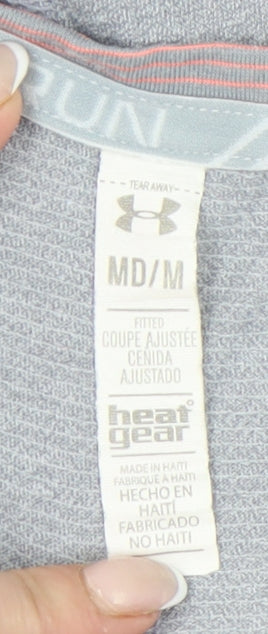 RUN
TEAR AWAY
MD/M
FITTED
COUPE AJUSTÉE
CEÑIDA
AJUSTADO
heat
gear
MADE IN HAITI
FABRIQUÉ À HAITI
HECHO EN
HAITÍ
FABRICADO
NO HAITI